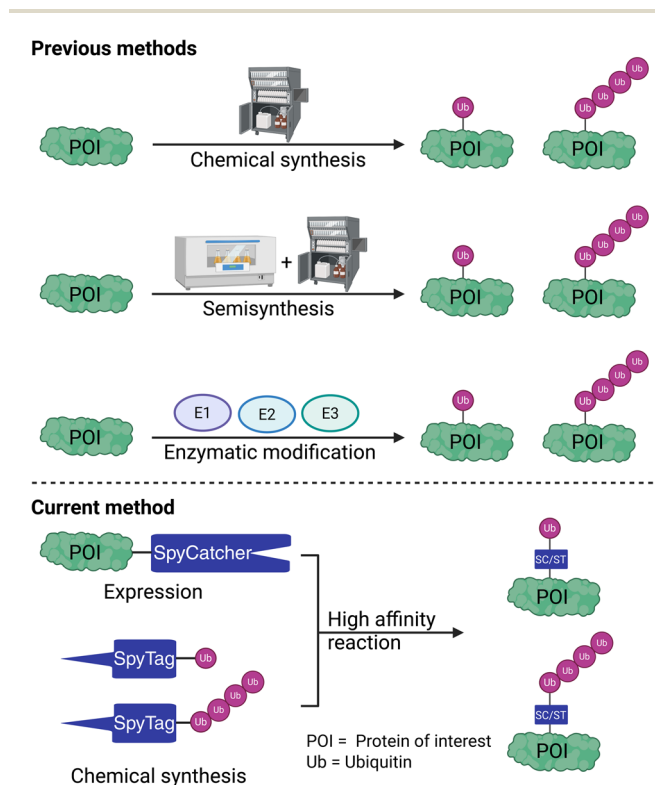 Previous methods
Ub
Ub
Ub
Ub
Ub
POI
Chemical synthesis
POI
POI
Ub
Ub
Ub
Ub
Ub
POI
+
Semisynthesis
POI
POI
Ub
Ub
Ub
Ub
Ub
POI
E1
E2
E3
Enzymatic modification
POI
POI
Current method
POI
SpyCatcher
Expression
SpyTag
Ub
SpyTag
Ub
Ub
Ub
Ub
Chemical synthesis
High affinity
reaction
Ub
SC/ST
POI
Ub
Ub
Ub
Ub
SC/ST
POI
POI = Protein of interest
Ub = Ubiquitin